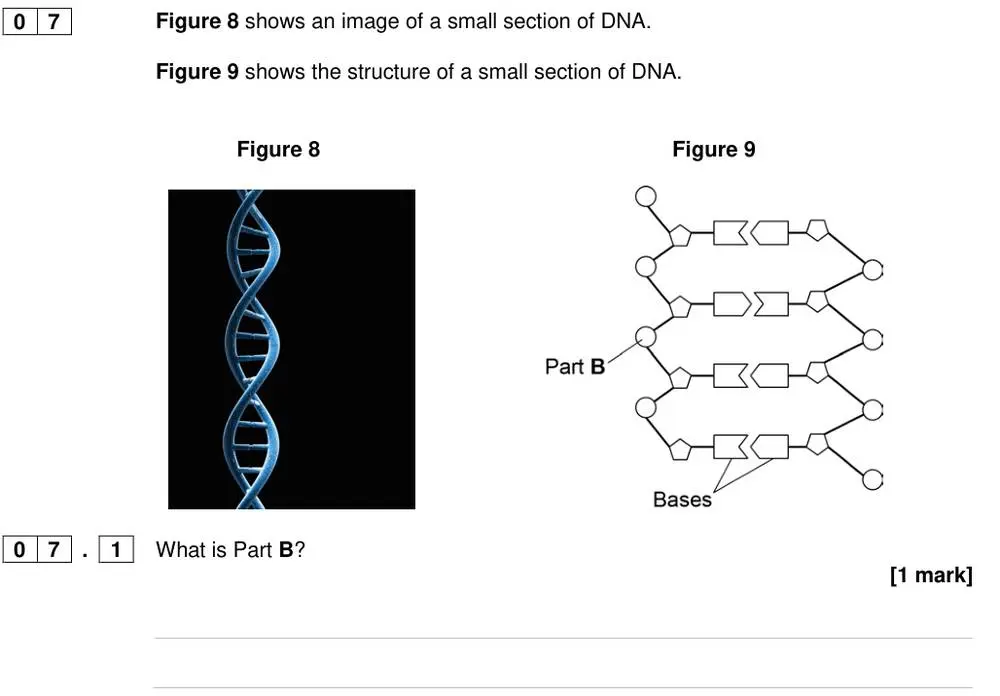 0 7 Figure 8 shows an image of a small section of DNA.
Figure 9 shows the structure of a small section of DNA.
Figure 8 Figure 9
Part B
Bases
0 7 . 1 What is Part B?
[1 mark]